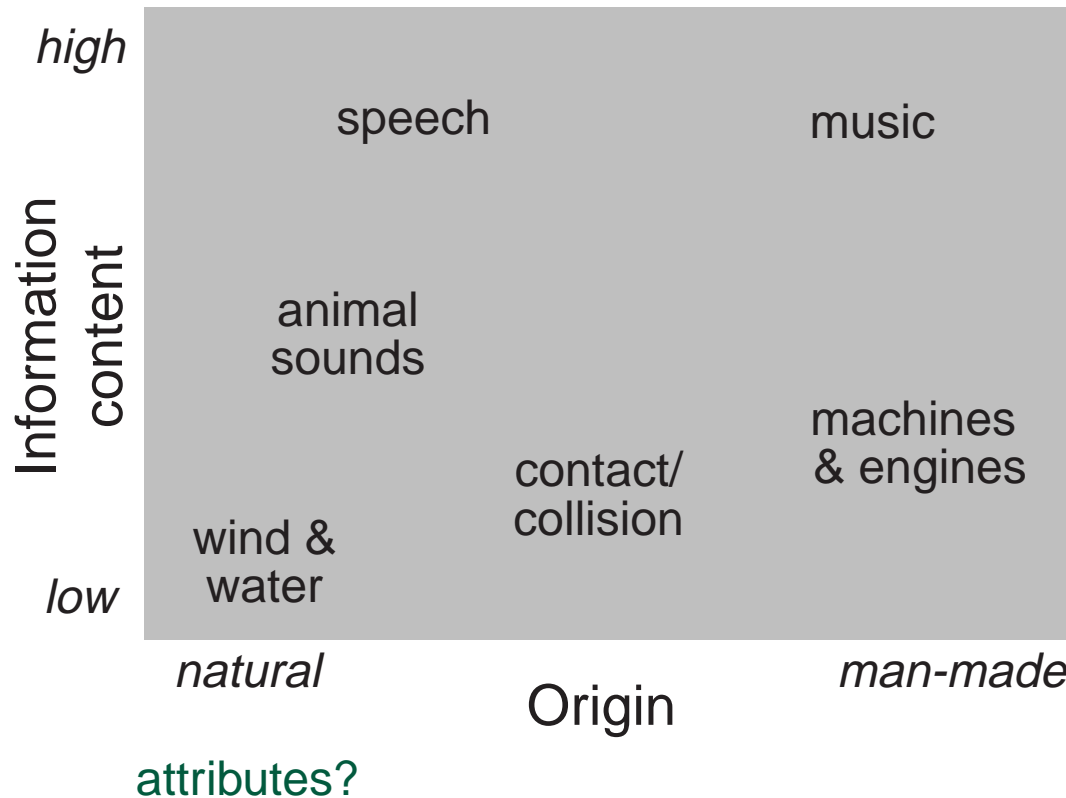 high
speech
music
Information
content
animal
sounds
machines
& engines
contact/
collision
wind &
water
low
natural
man-made
Origin
attributes?